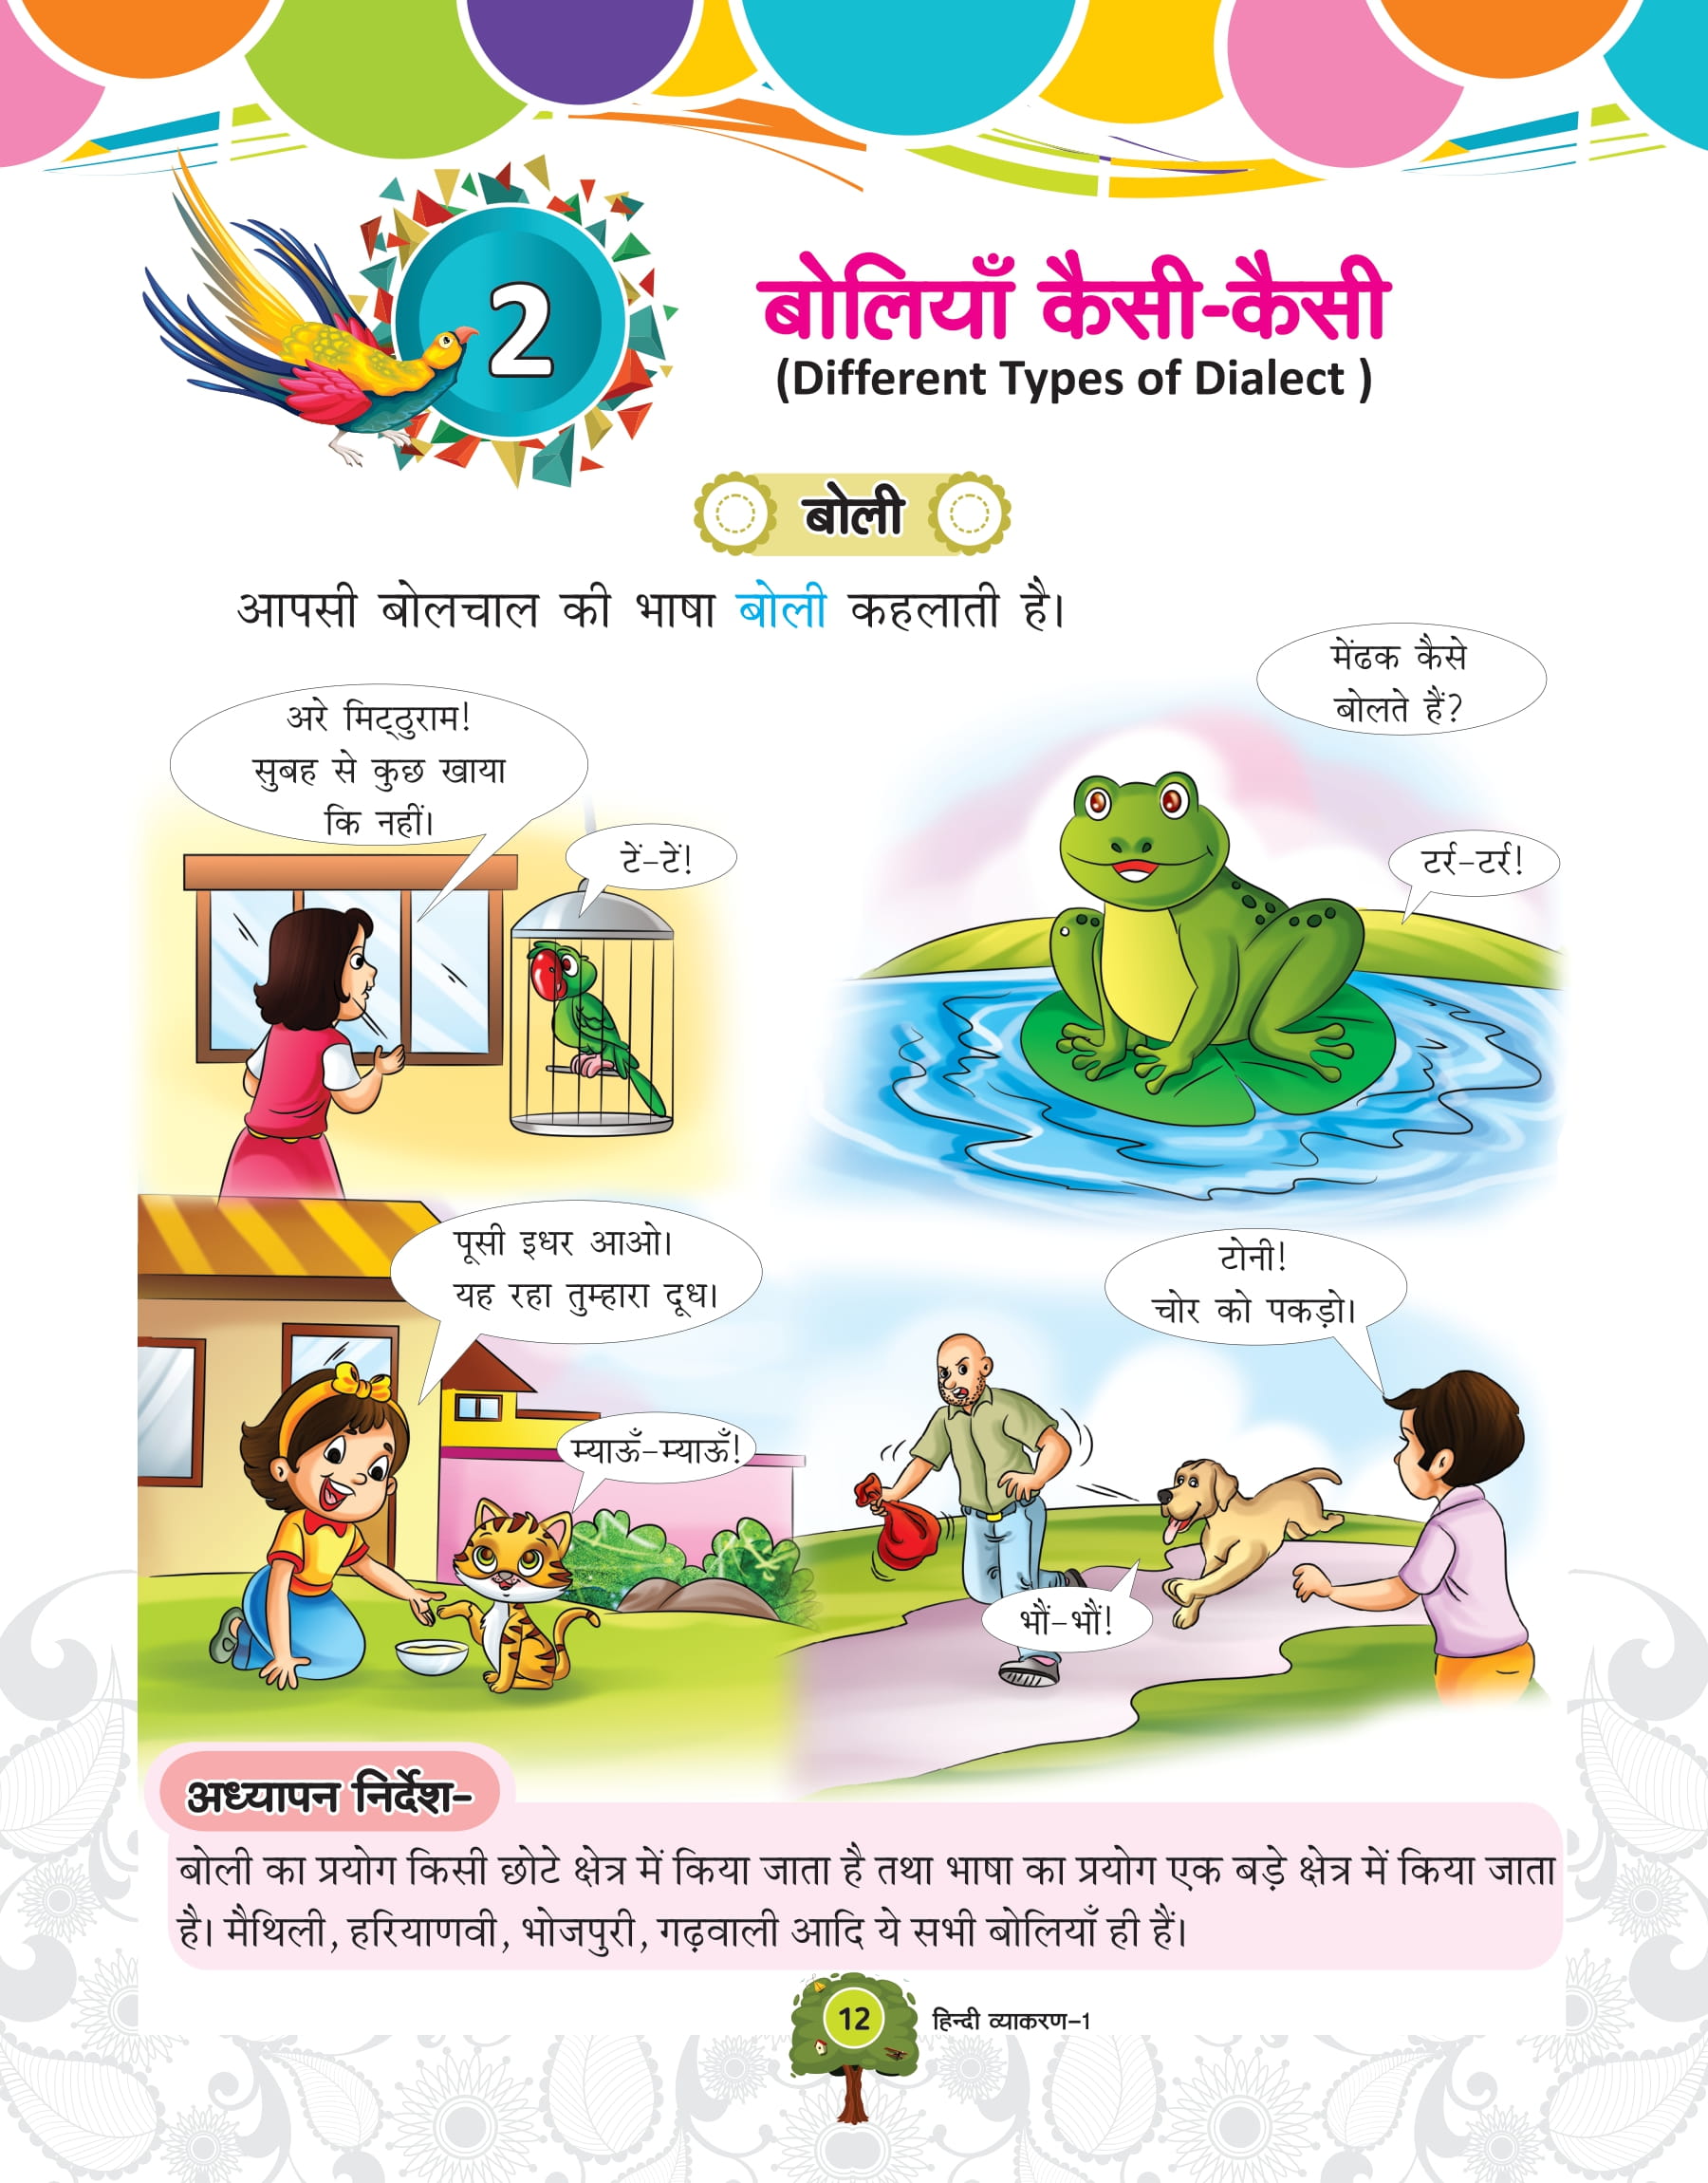 2
बोलियाँ कैसी-कैसी
(Different Types of Dialect )
बोली
आपसी बोलचाल की भाषा बोली कहलाती है।
मेंढक कैसे
बोलते हैं?
अरे मिट्ठुराम!
सुबह से कुछ खाया
कि नहीं।
टें-टें!
टर्र-टर्र!
पूसी इधर आओ।
यह रहा तुम्हारा दूध।
म्याऊँ-म्याऊँ!
टोनी!
चोर को पकड़ो।
भौं-भौं!
अध्यापन निर्देश-
बोली का प्रयोग किसी छोटे क्षेत्र में किया जाता है तथा भाषा का प्रयोग एक बड़े क्षेत्र में किया जाता
है। मैथिली, हरियाणवी, भोजपुरी, गढ़वाली आदि ये सभी बोलियाँ ही हैं।
12
हिन्दी व्याकरण-1